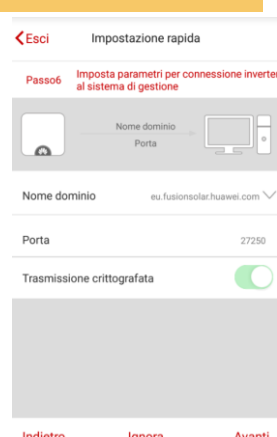 Esci Impostazione rapida
Passo6 Imposta parametri per connessione inverter
al sistema di gestione
Nome dominio
Porta
Nome dominio eu.fusionsolar.huawei.com
Porta 27250
Trasmissione crittografata
Indietro Ignora Avanti